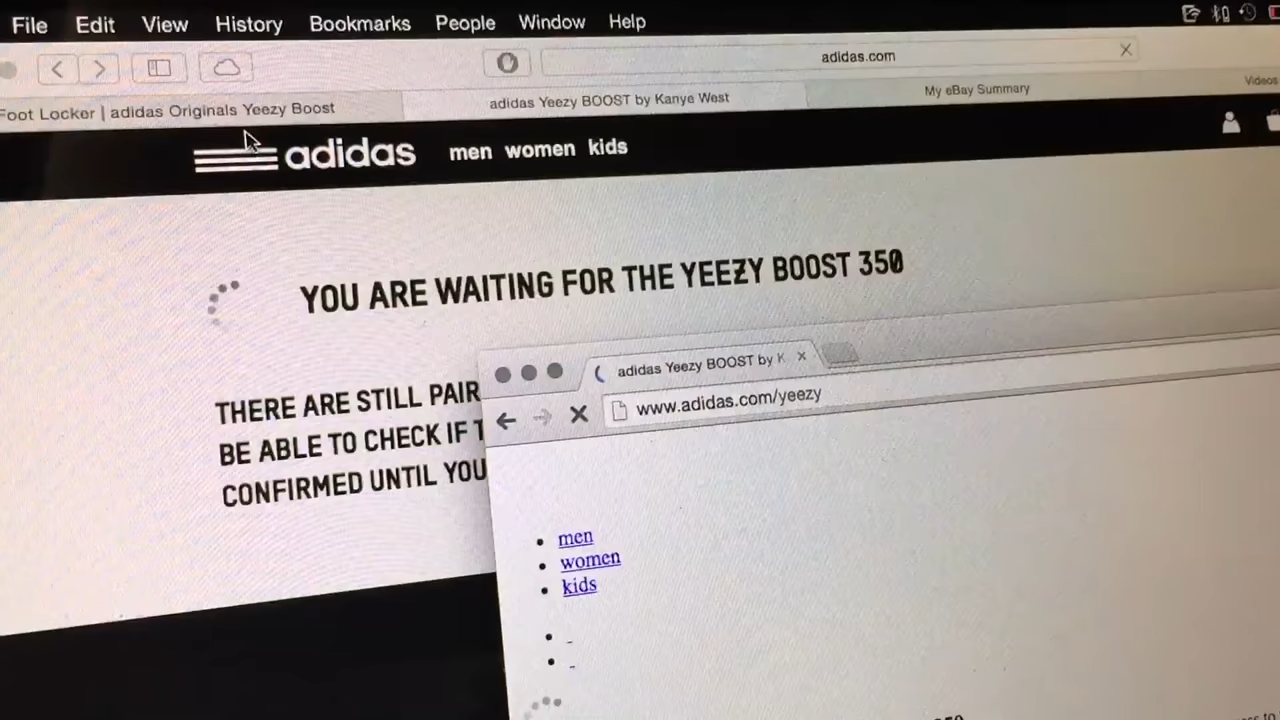 File Edit View History Bookmarks People Window Help
adidas.com
Foot Locker | adidas Originals Yeezy Boost
adidas Yeezy BOOST by Kanye West
My eBay Summary
Videos
adidas men women kids
YOU ARE WAITING FOR THE YEEZY BOOST 350
THERE ARE STILL PAIR
BE ABLE TO CHECK IF T
CONFIRMED UNTIL YOU
adidas Yeezy BOOST by K
www.adidas.com/yeezy
men
women
kids